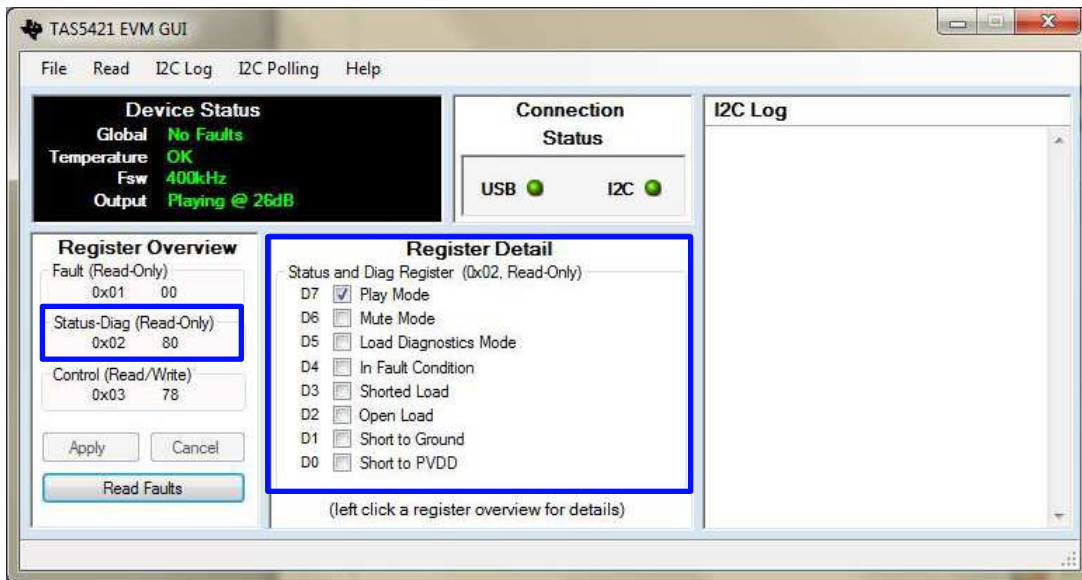 TAS5421 EVM GUI
File Read I2C Log I2C Polling Help
Device Status
Global No Faults
Temperature OK
Fsw 400kHz
Output Playing @ 26dB
Connection
Status
USB I2C
I2C Log
Register Overview
Fault (Read-Only)
0x01 00
Status-Diag (Read-Only)
0x02 80
Control (Read/Write)
0x03 78
Apply Cancel
Read Faults
Register Detail
Status and Diag Register (0x02, Read-Only)
D7 Play Mode
D6 Mute Mode
D5 Load Diagnostics Mode
D4 In Fault Condition
D3 Shorted Load
D2 Open Load
D1 Short to Ground
D0 Short to PVDD
(left click a register overview for details)